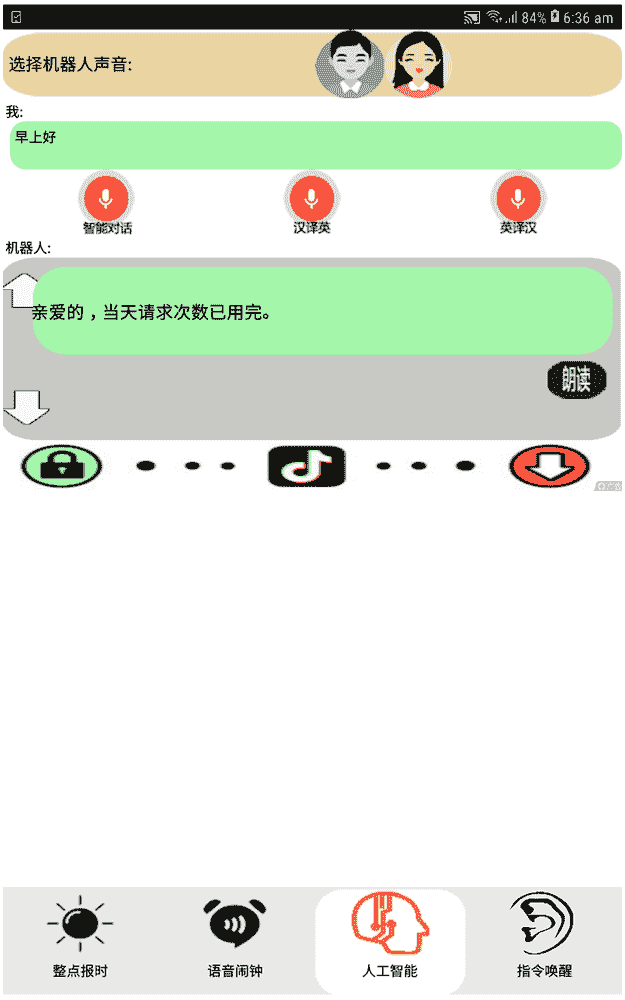 84% 6:36 am
选择机器人声音:
我:
早上好
智能对话 汉译英 英译汉
机器人:
亲爱的，当天请求次数已用完。
朗读
整点报时 语音闹钟 人工智能 指令唤醒